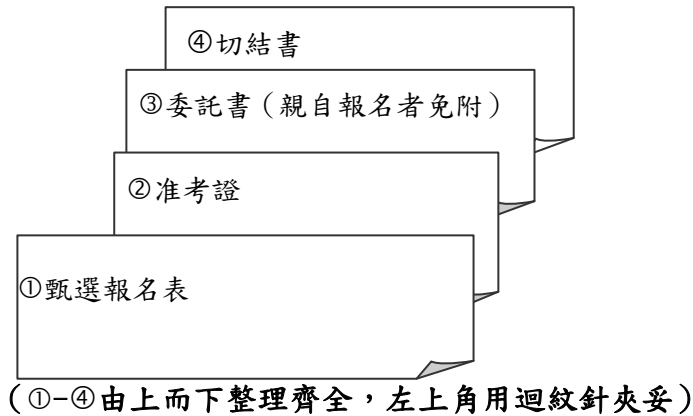 ④切結書
③委託書（親自報名者免附）
②准考證
①甄選報名表
（①-④由上而下整理齊全，左上角用迴紋針夾妥）